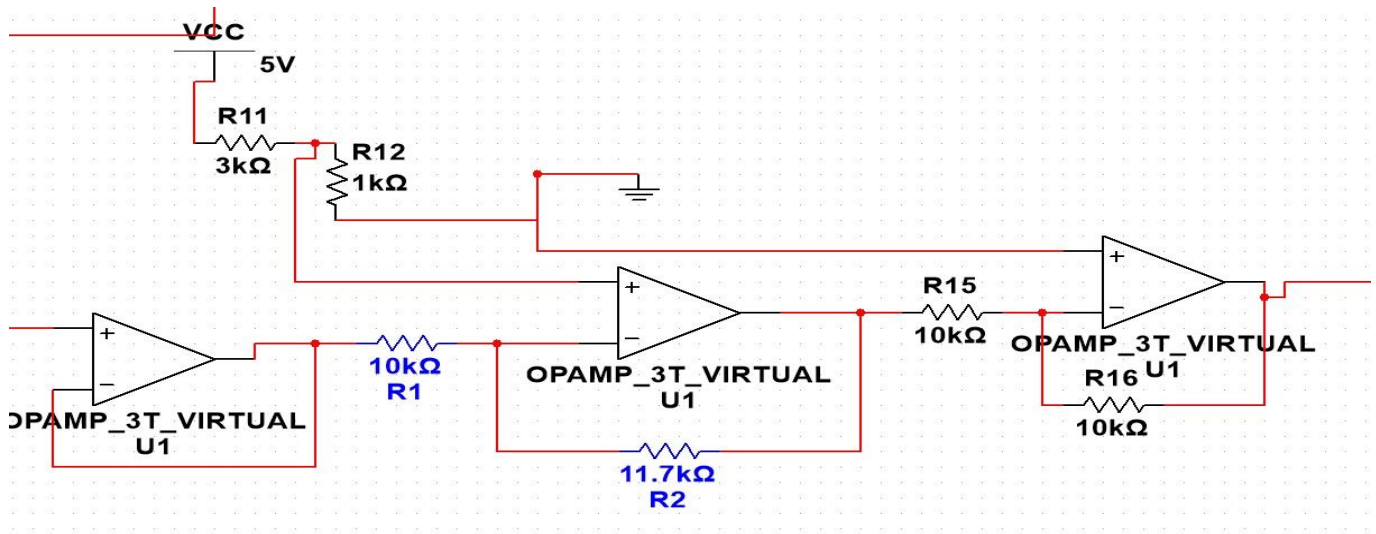 VCC
5V
R11
3kΩ
R12
1kΩ
+
−
OPAMP_3T_VIRTUAL
U1
10kΩ
R1
+
−
OPAMP_3T_VIRTUAL
U1
11.7kΩ
R2
R15
10kΩ
+
−
OPAMP_3T_VIRTUAL
U1
R16
10kΩ